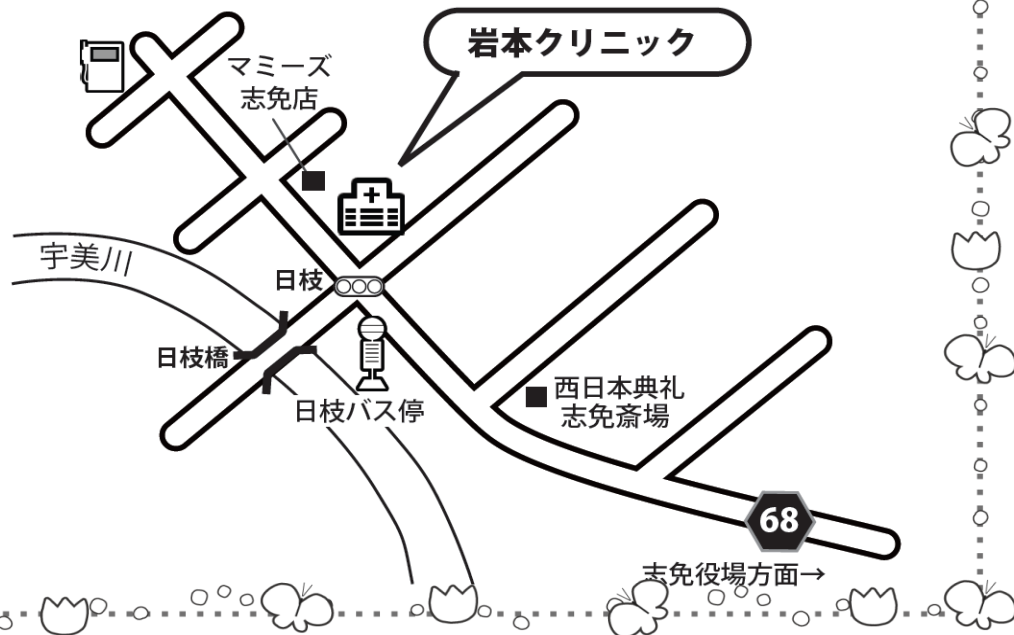 岩本クリニック
マミーズ
志免店
宇美川
日枝
日枝橋
日枝バス停
西日本典礼
志免斎場
68
志免役場方面→